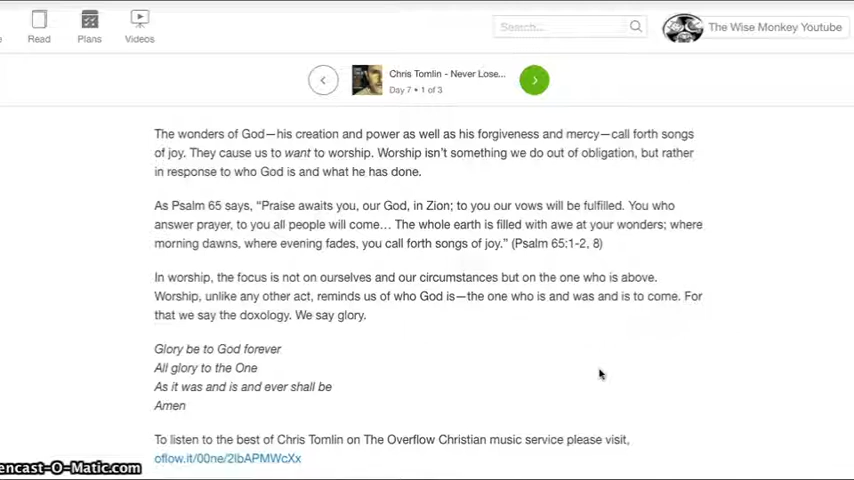 Read Plans Videos
Search...
The Wise Monkey Youtube
Chris Tomlin - Never Lose...
Day 7 • 1 of 3
The wonders of God—his creation and power as well as his forgiveness and mercy—call forth songs
of joy. They cause us to want to worship. Worship isn't something we do out of obligation, but rather
in response to who God is and what he has done.
As Psalm 65 says, “Praise awaits you, our God, in Zion; to you our vows will be fulfilled. You who
answer prayer, to you all people will come… The whole earth is filled with awe at your wonders; where
morning dawns, where evening fades, you call forth songs of joy.” (Psalm 65:1-2, 8)
In worship, the focus is not on ourselves and our circumstances but on the one who is above.
Worship, unlike any other act, reminds us of who God is—the one who is and was and is to come. For
that we say the doxology. We say glory.
Glory be to God forever
All glory to the One
As it was and is and ever shall be
Amen
To listen to the best of Chris Tomlin on The Overflow Christian music service please visit,
oflow.it/00ne/2lbAPMWcXx
encast-O-Matic.com